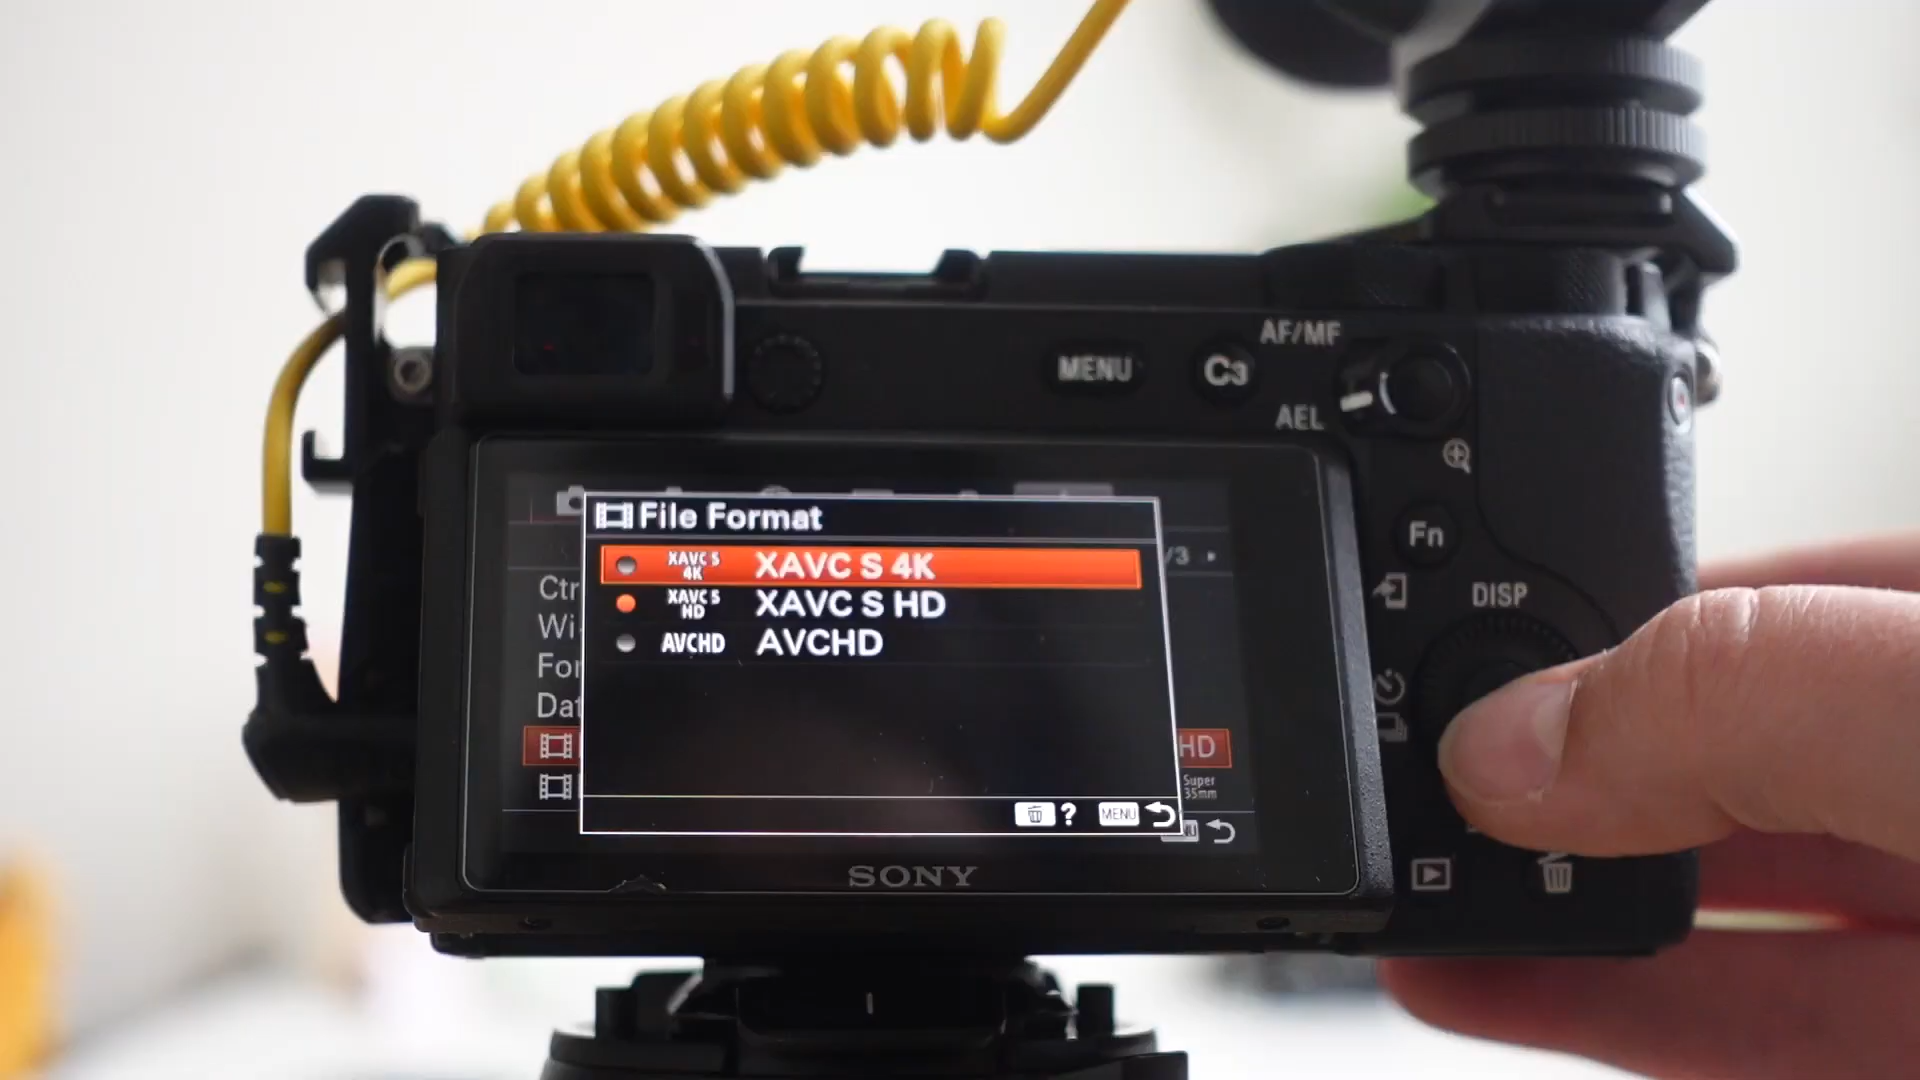 AF/MF
MENU
C3
AEL
File Format
XAVC S 4K XAVC S 4K
/3
Fn
Ctr
XAVC S HD XAVC S HD
DISP
Wi-
AVCHD AVCHD
For
Dat
HD
Super 35mm
? MENU
SONY